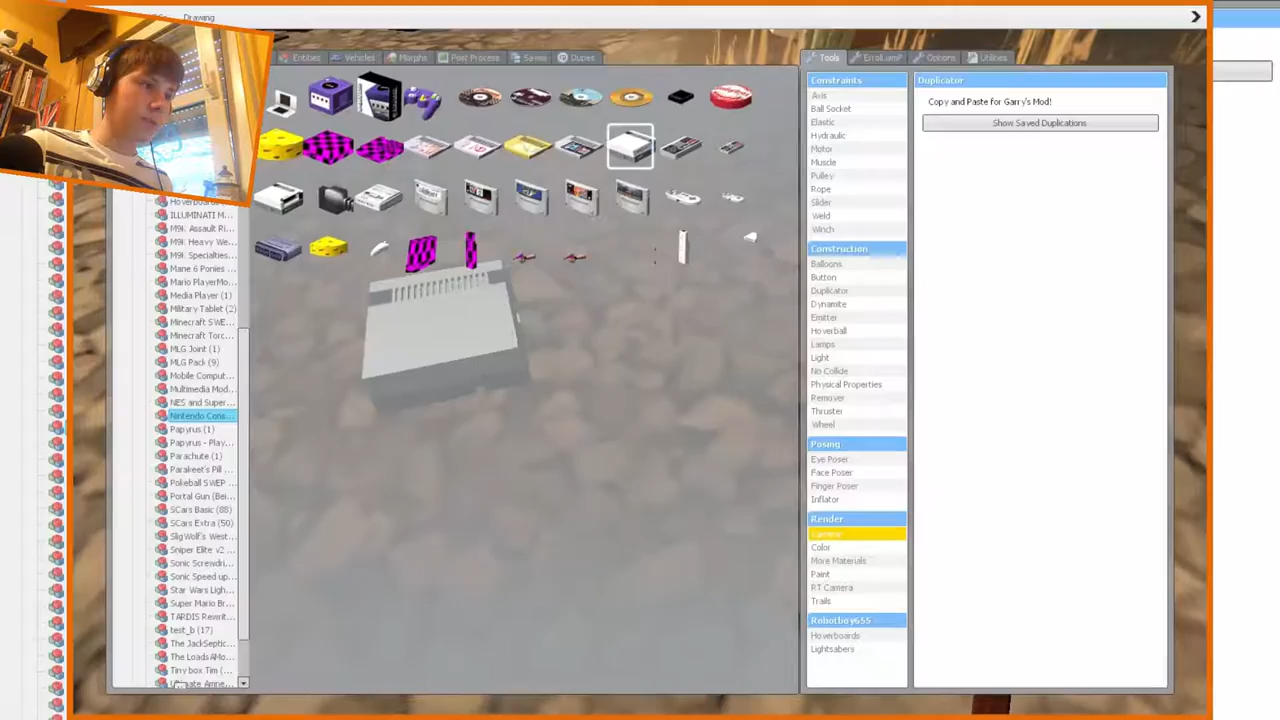 Drawing
Entities Vehicles Morphs Post Process Saves Dupes
Tools Options Utilities
Hoverboards
ILLUMINATI M...
M9K Assault Ri...
M9K Heavy We...
M9K Specialties...
Mane 6 Ponies ...
Mario PlayerMo...
Media Player (1)
Military Tablet (2)
Minecraft SWE...
Minecraft Torc...
MLG Joint (1)
MLG Pack (9)
Mobile Comput...
Multimedia Mod...
NES and Super...
Nintendo Cons...
Papyrus (1)
Papyrus - Play...
Parachute (1)
Parakeet's Pill ...
Pokeball SWEP ...
Portal Gun (Bei...
SCars Basic (88)
SCars Extra (50)
SligWolf's West...
Sniper Elite v2 ...
Sonic Screwdri...
Sonic Speed up...
Star Wars Ligh...
Super Mario Br...
TARDIS Rewrit...
test_b (17)
The JackSeptic...
The LoadsAMo...
Tiny box Tim (...
Ultimate Amne...
Constraints
Axis
Ball Socket
Elastic
Hydraulic
Motor
Muscle
Pulley
Rope
Slider
Weld
Winch
Construction
Balloons
Button
Duplicator
Dynamite
Emitter
Hoverball
Lamps
Light
No Collide
Physical Properties
Remover
Thruster
Wheel
Posing
Eye Poser
Face Poser
Finger Poser
Inflator
Render
Camera
Color
More Materials
Paint
RT Camera
Trails
Robotboy655
Hoverboards
Lightsabers
Duplicator
Copy and Paste for Garry's Mod!
Show Saved Duplications